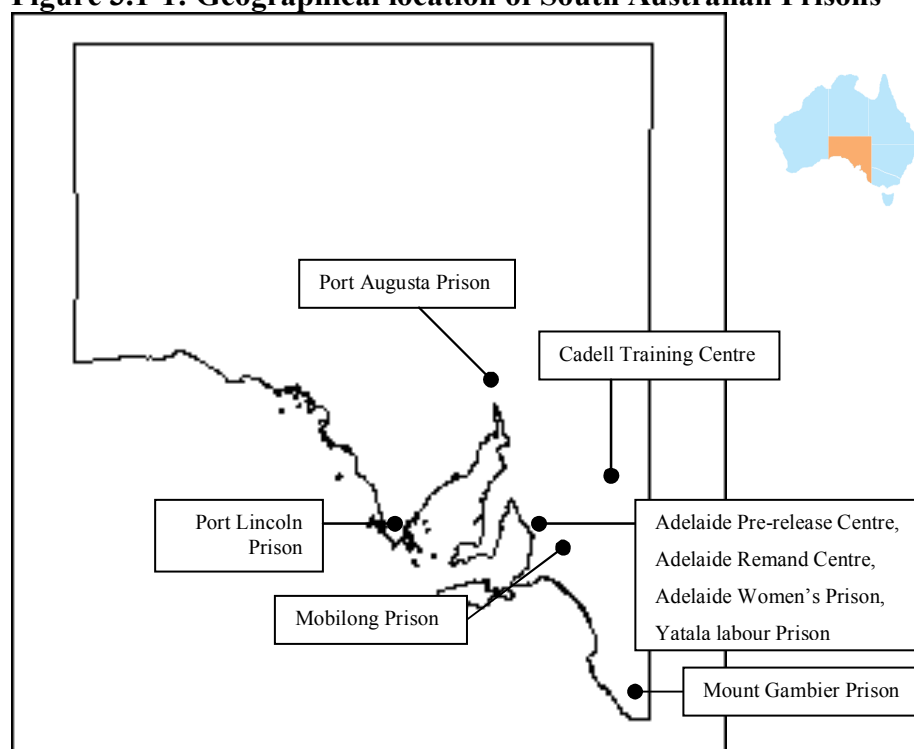 Figure 3.1-1: Geographical location of South Australian Prisons
Port Augusta Prison
Cadell Training Centre
Port Lincoln
Prison
Adelaide Pre-release Centre,
Adelaide Remand Centre,
Adelaide Women's Prison,
Yatala labour Prison
Mobilong Prison
Mount Gambier Prison